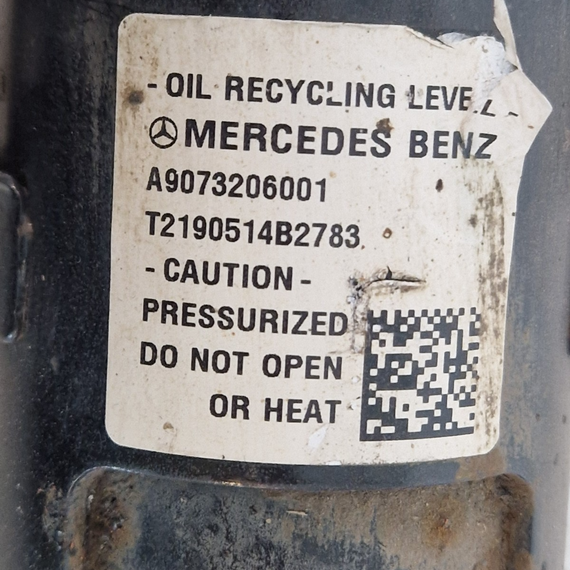 - OIL RECYCLING LEVEL -
MERCEDES BENZ
A9073206001
T2190514B2783
- CAUTION -
PRESSURIZED
DO NOT OPEN
OR HEAT